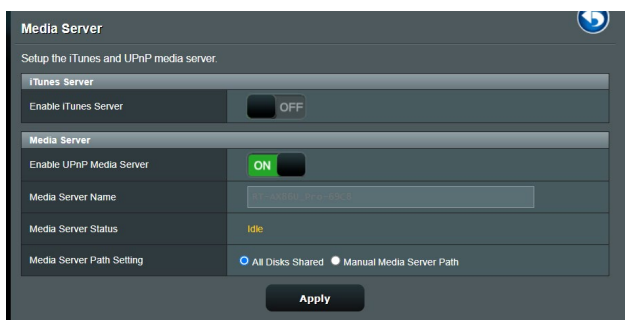 Media Server
Setup the iTunes and UPnP media server.
iTunes Server
Enable iTunes Server OFF
Media Server
Enable UPnP Media Server ON
Media Server Name
Media Server Status Idle
Media Server Path Setting All Disks Shared Manual Media Server Path
Apply